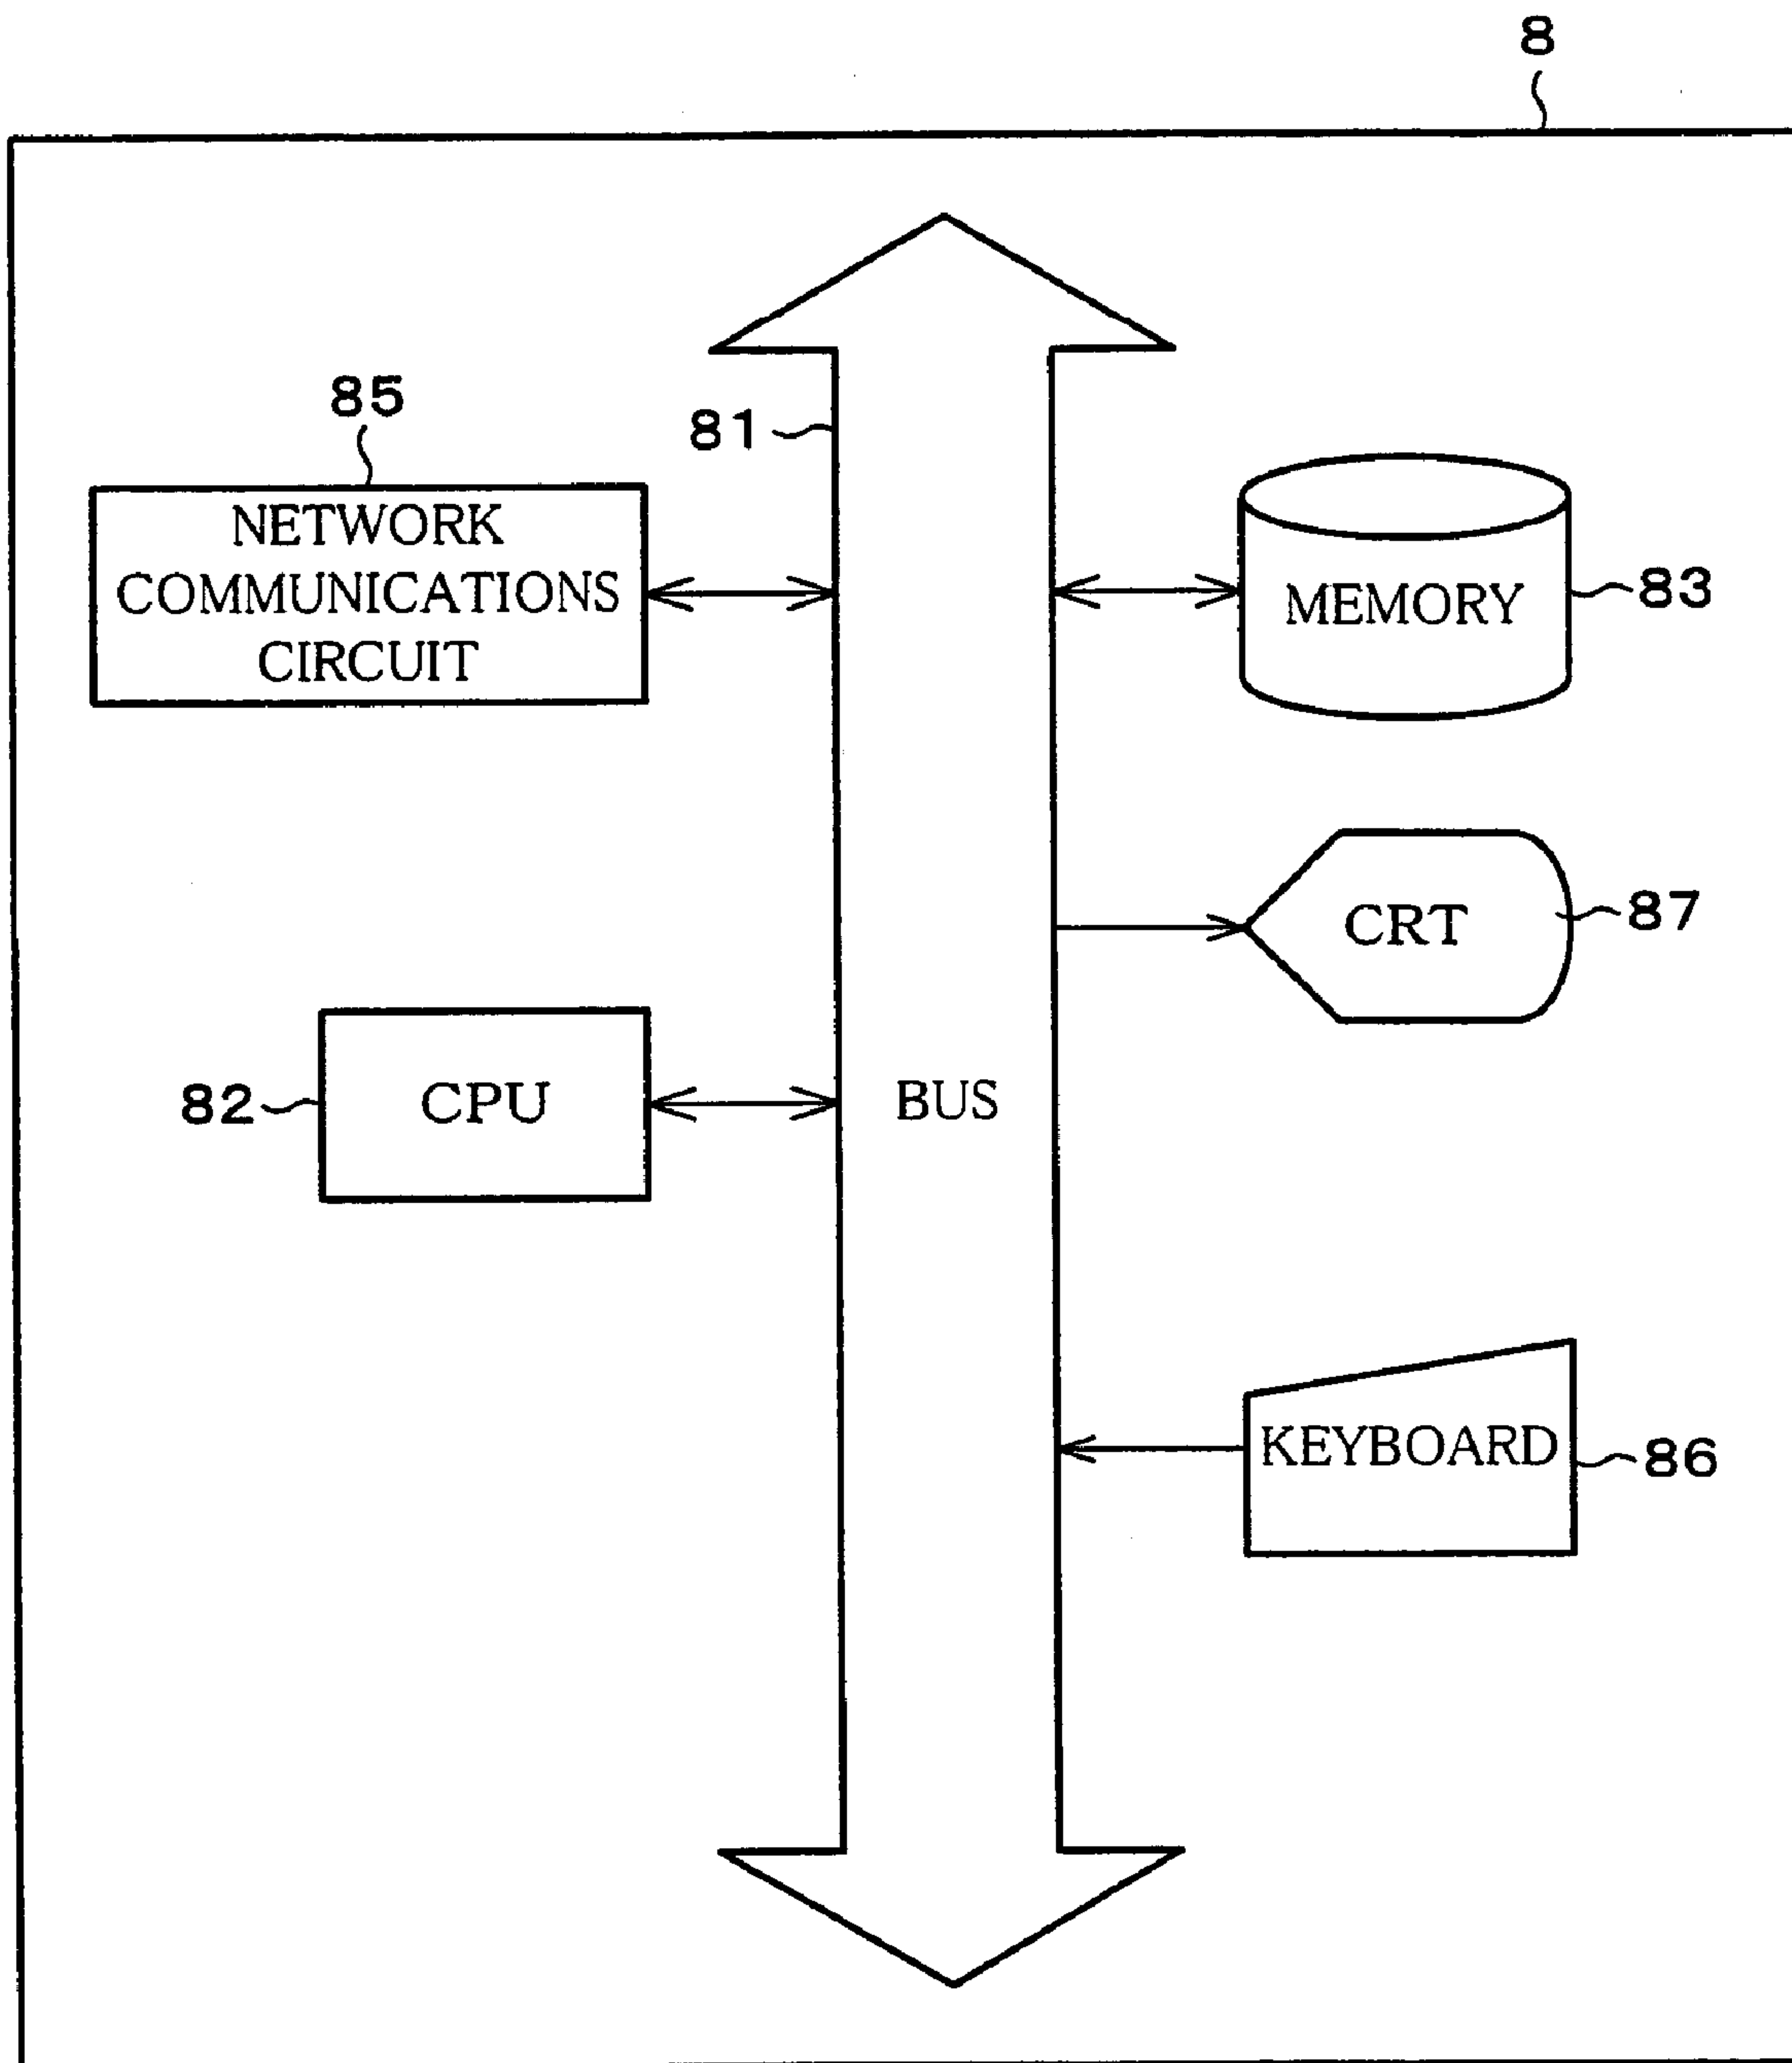 8
85
81
NETWORK
COMMUNICATIONS
CIRCUIT
MEMORY
83
CRT
87
82
CPU
BUS
KEYBOARD
86